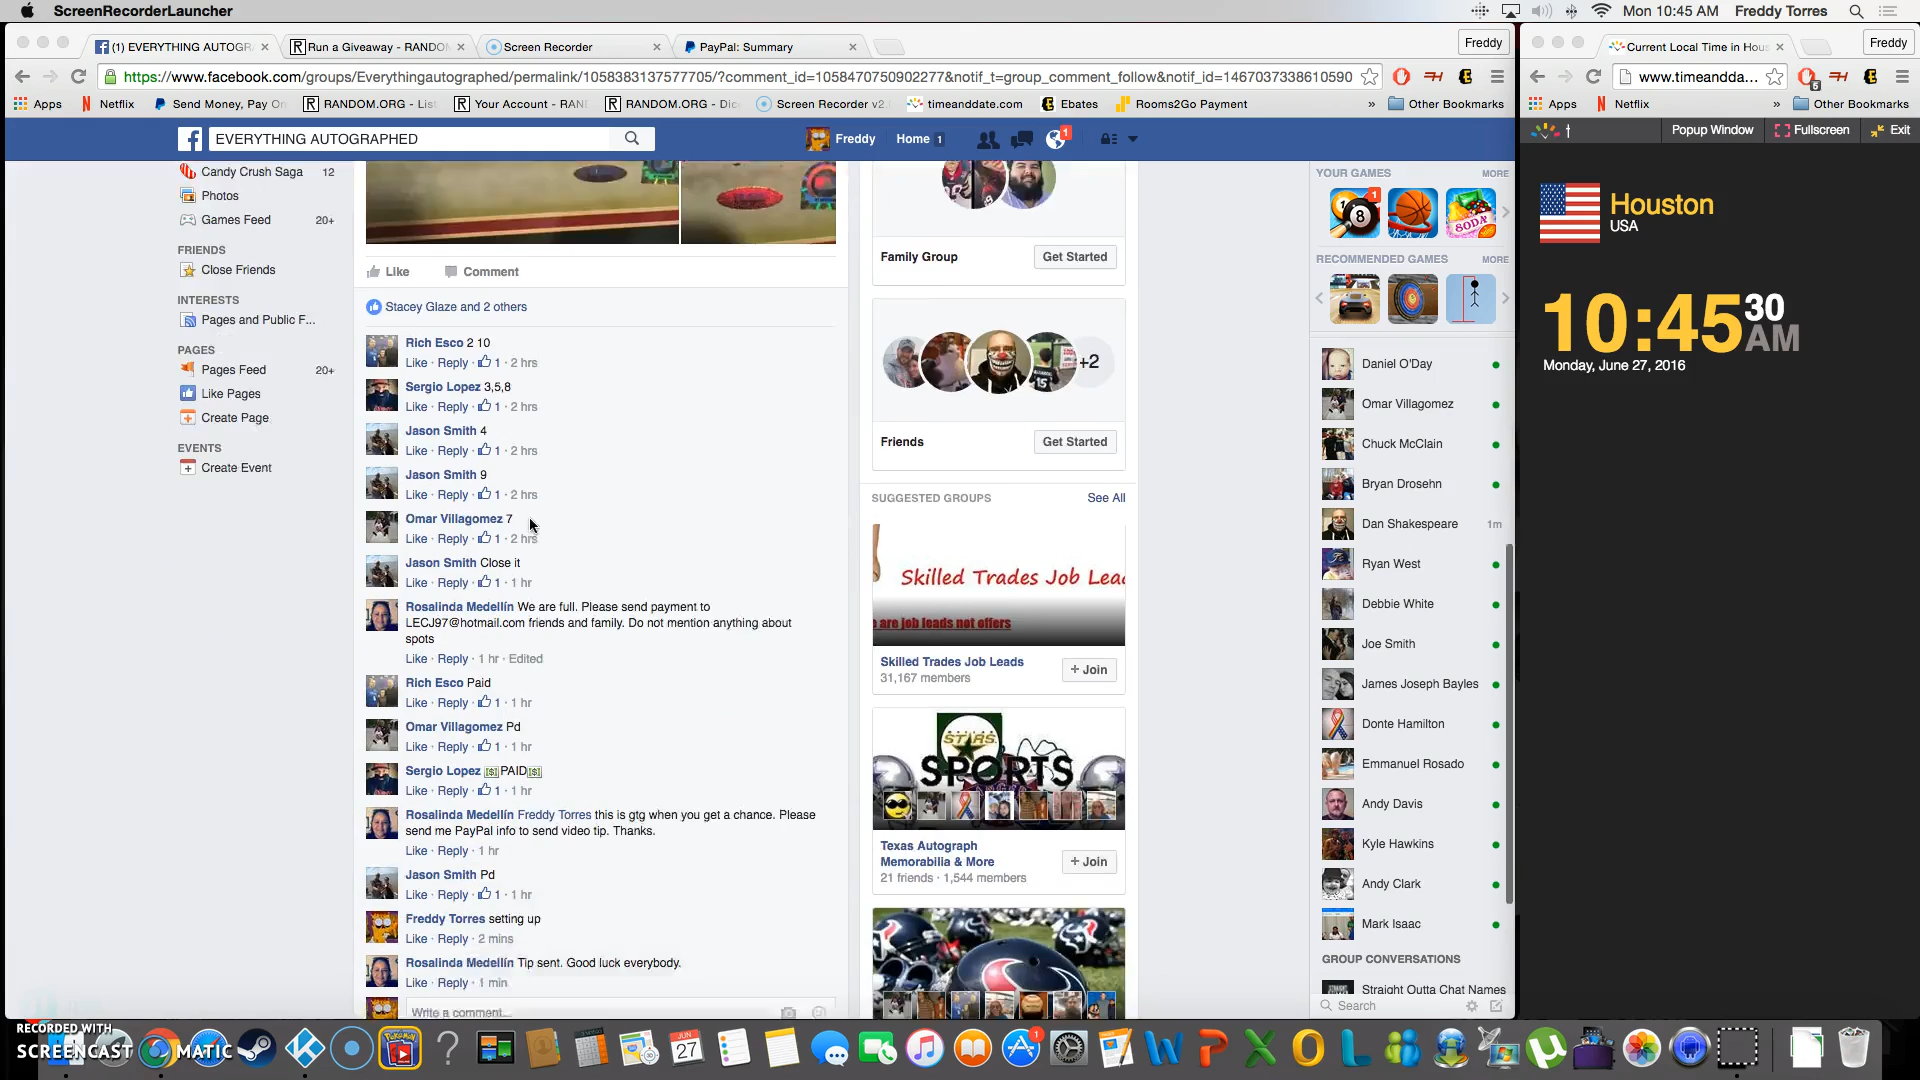 ScreenRecorderLauncher
Mon 10:45 AM Freddy Torres
(1) EVERYTHING AUTOGR
Run a Giveaway - RANDO
Screen Recorder
PayPal: Summary
Freddy
https://www.facebook.com/groups/Everythingautographed/permalink/1058383137577705/?comment_id=1058470750902277&notif_t=group_comment_follow&notif_id=1467037338610590
Apps Netflix Send Money, Pay On RANDOM.ORG - List Your Account - RAN RANDOM.ORG - Dic Screen Recorder v2. timeanddate.com Ebates Rooms2Go Payment » Other Bookmarks
Current Local Time in Hous
Freddy
www.timeandda...
Apps Netflix » Other Bookmarks
t Popup Window Fullscreen Exit
Houston
USA
10:45 30 AM
Monday, June 27, 2016
EVERYTHING AUTOGRAPHED
Freddy Home 1
1
Candy Crush Saga 12
Photos
Games Feed 20+
FRIENDS
Close Friends
INTERESTS
Pages and Public F...
PAGES
Pages Feed 20+
Like Pages
Create Page
EVENTS
Create Event
Like Comment
Stacey Glaze and 2 others
Rich Esco 2 10
Like · Reply · 1 · 2 hrs
Sergio Lopez 3,5,8
Like · Reply · 1 · 2 hrs
Jason Smith 4
Like · Reply · 1 · 2 hrs
Jason Smith 9
Like · Reply · 1 · 2 hrs
Omar Villagomez 7
Like · Reply · 1 · 2 hrs
Jason Smith Close it
Like · Reply · 1 · 1 hr
Rosalinda Medellín We are full. Please send payment to
LECJ97@hotmail.com friends and family. Do not mention anything about
spots
Like · Reply · 1 hr · Edited
Rich Esco Paid
Like · Reply · 1 · 1 hr
Omar Villagomez Pd
Like · Reply · 1 · 1 hr
Sergio Lopez [$]PAID[$]
Like · Reply · 1 · 1 hr
Rosalinda Medellín Freddy Torres this is gtg when you get a chance. Please
send me PayPal info to send video tip. Thanks.
Like · Reply · 1 hr
Jason Smith Pd
Like · Reply · 1 · 1 hr
Freddy Torres setting up
Like · Reply · 2 mins
Rosalinda Medellín Tip sent. Good luck everybody.
Like · Reply · 1 min
Write a comment...
Family Group Get Started
+2
Friends Get Started
SUGGESTED GROUPS See All
Skilled Trades Job Lea
e are job leads not offers
Skilled Trades Job Leads
31,167 members
+ Join
STARS
SPORTS
Texas Autograph
Memorabilia & More
21 friends · 1,544 members
+ Join
YOUR GAMES MORE
1
8
SODA
RECOMMENDED GAMES MORE
Daniel O'Day
Omar Villagomez
Chuck McClain
Bryan Drosehn
Dan Shakespeare 1m
Ryan West
Debbie White
Joe Smith
James Joseph Bayles
Donte Hamilton
Emmanuel Rosado
Andy Davis
Kyle Hawkins
Andy Clark
Mark Isaac
GROUP CONVERSATIONS
Straight Outta Chat Names
Search
RECORDED WITH
SCREENCAST MATIC
JUN
27
1